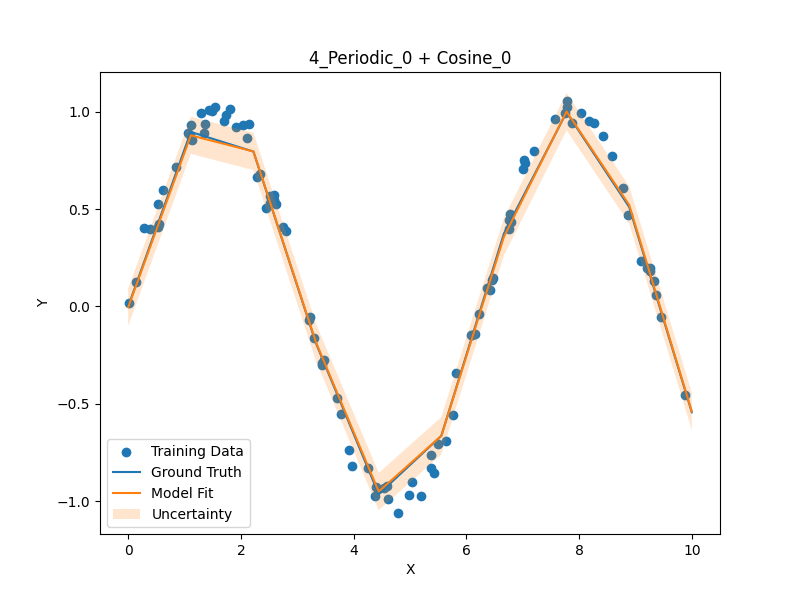 4_Periodic_0 + Cosine_0
1.0
0.5
0.0
−0.5
−1.0
Y
Training Data
Ground Truth
Model Fit
Uncertainty
0 2 4 6 8 10
X